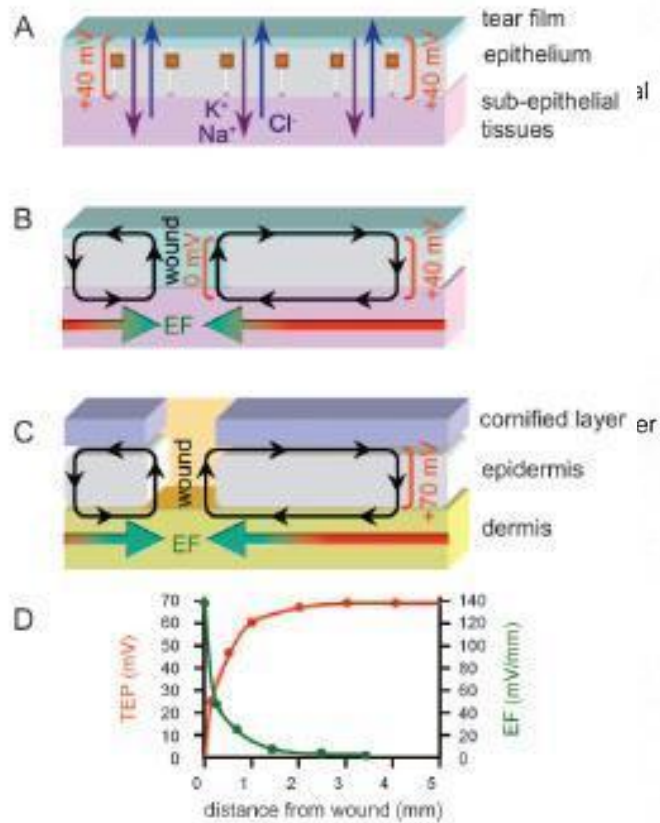 A
tear film
epithelium
sub-epithelial
tissues
+40 mV
+40 mV
K⁺
Na⁺
Cl⁻
al
B
wound
0 mV
+40 mV
EF
C
cornified layer
er
epidermis
dermis
wound
+70 mV
EF
D
TEP (mV)
70
60
50
40
30
20
10
0
EF (mV/mm)
140
120
100
80
60
40
20
0
0 1 2 3 4 5
distance from wound (mm)